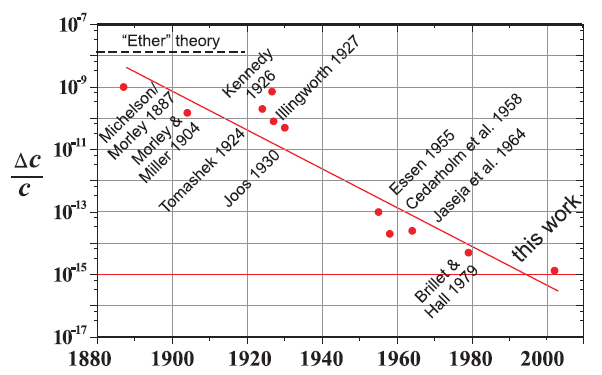 10-7
10-9
10-11
10-13
10-15
10-17
Δc
c
"Ether" theory
Michelson/
Morley 1887
Morley &
Miller 1904
Tomashek 1924
Kennedy
1926
Illingworth 1927
Joos 1930
Essen 1955
Cedarholm et al. 1958
Jaseja et al. 1964
Brillet &
Hall 1979
this work
1880 1900 1920 1940 1960 1980 2000